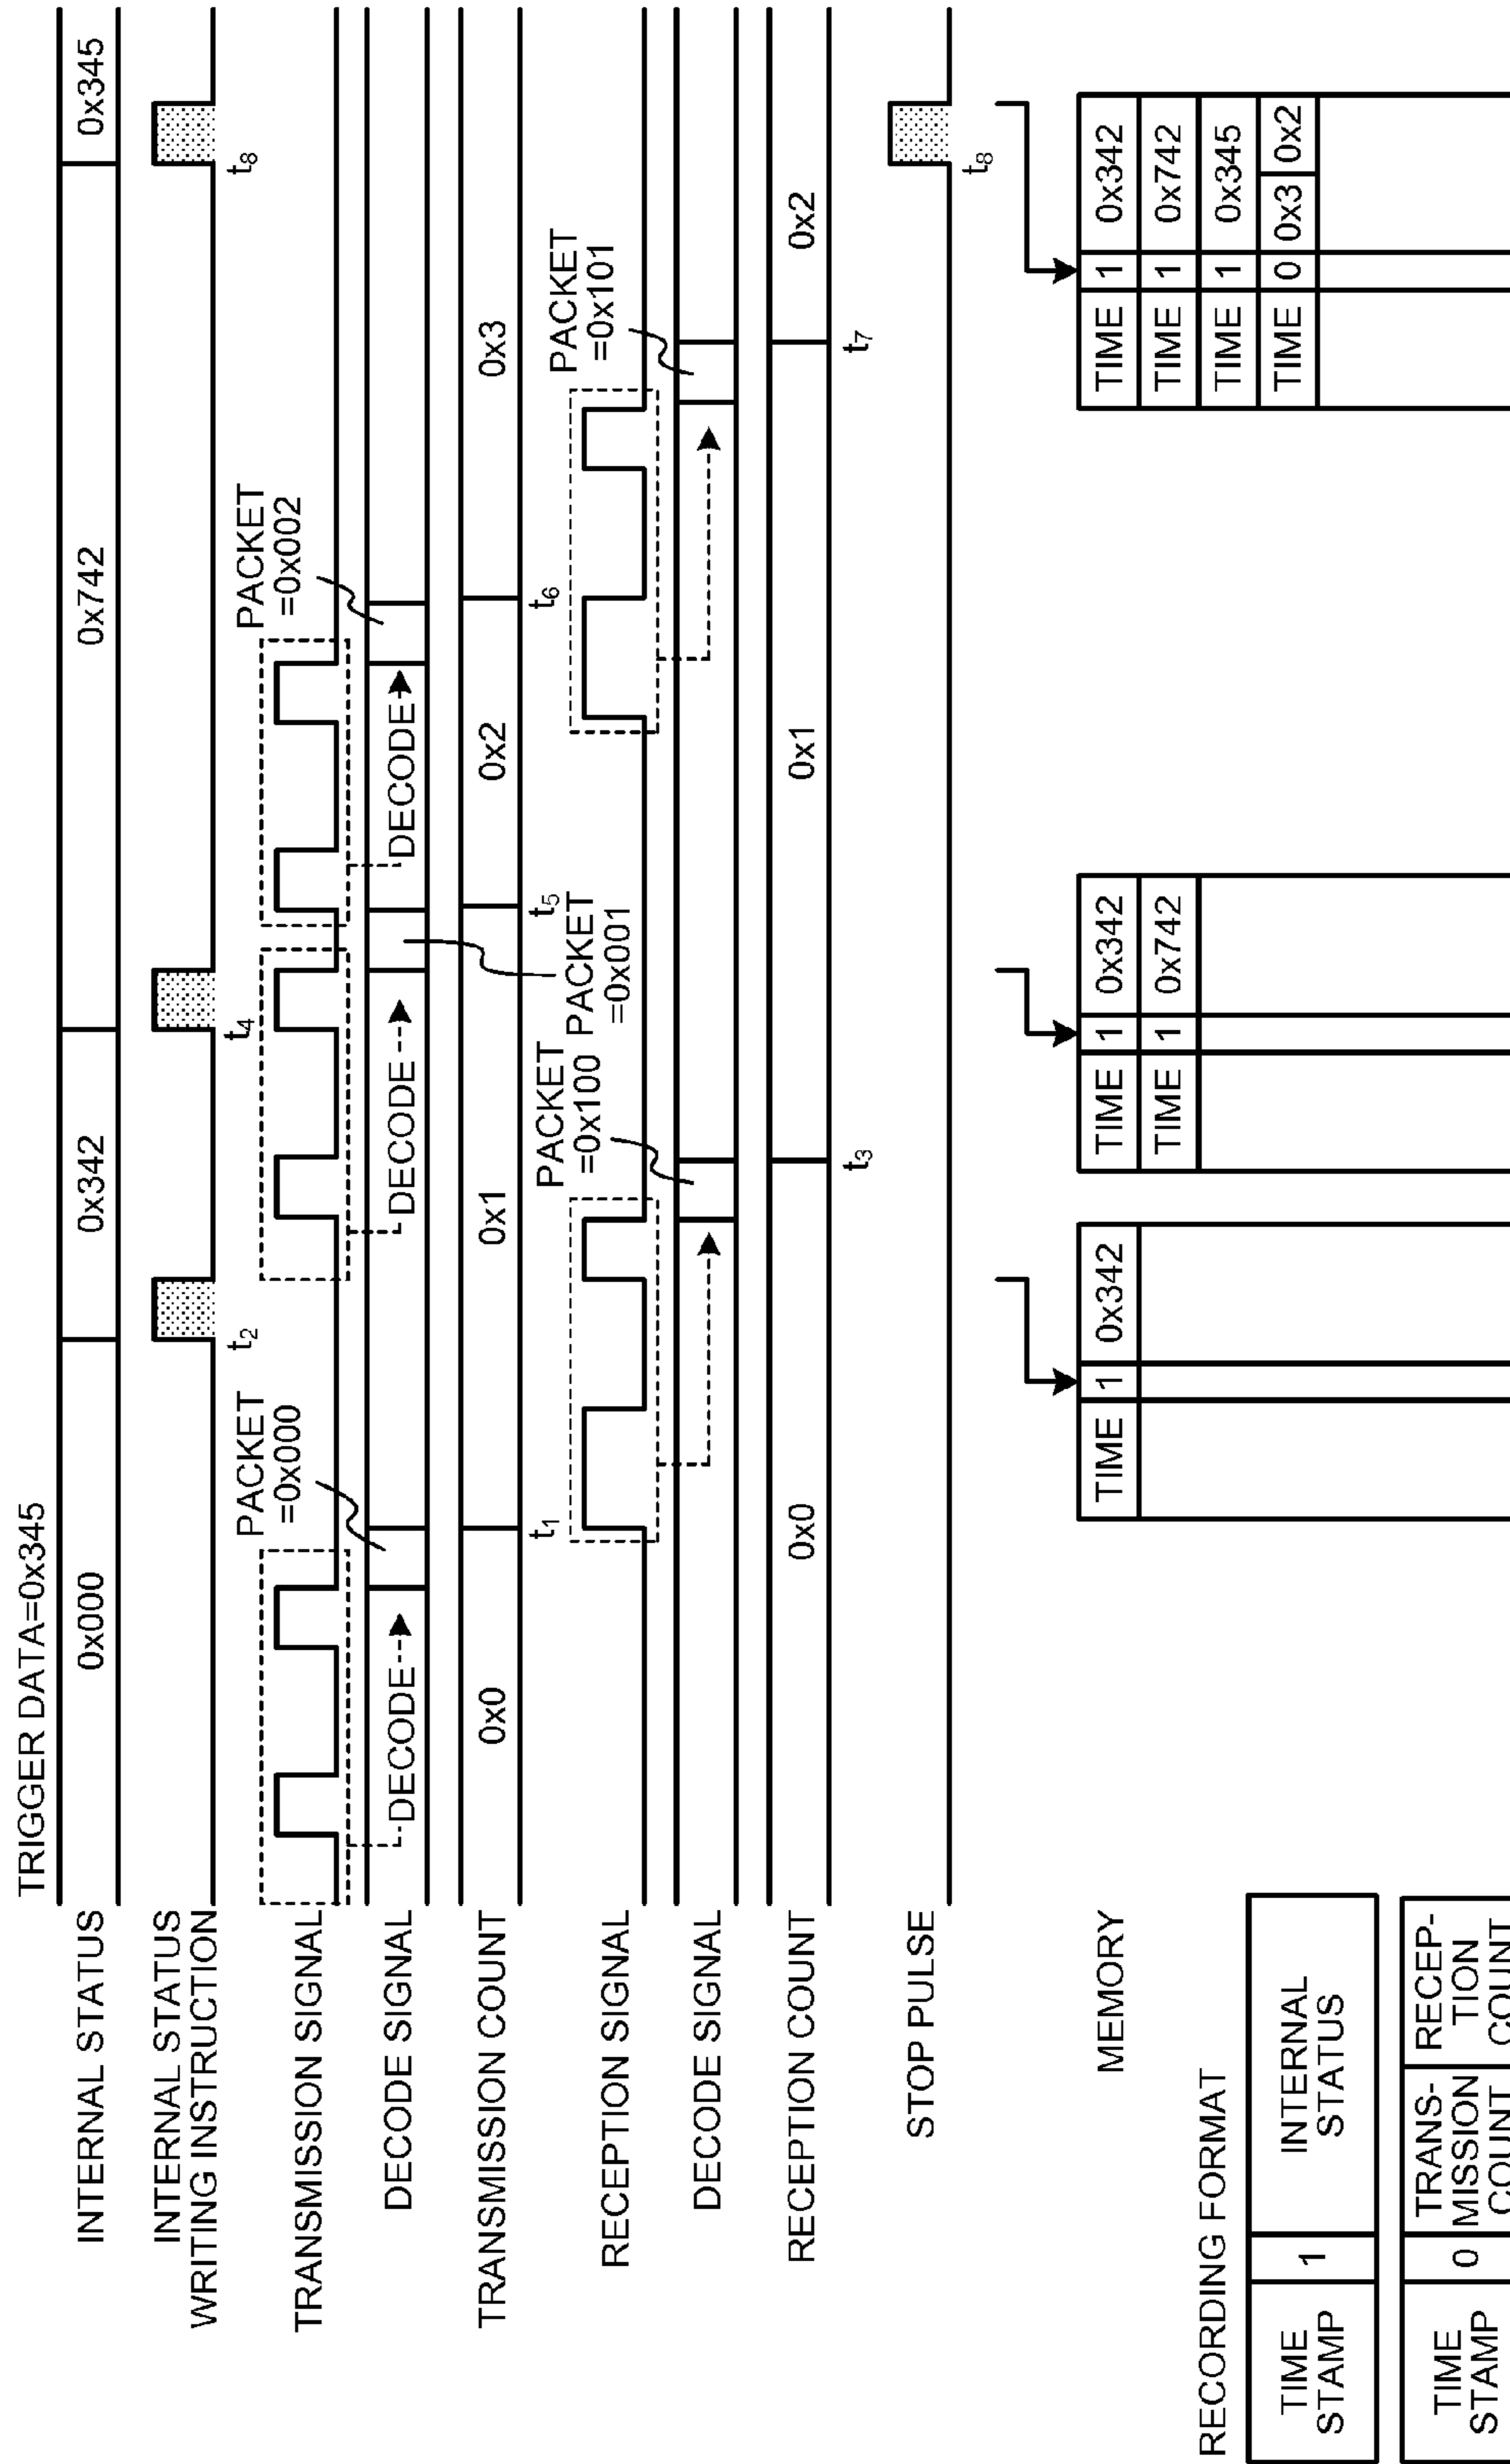 TRIGGER DATA=0x345
INTERNAL STATUS
0x000
0x342
0x742
0x345
INTERNAL STATUS
WRITING INSTRUCTION
t2
t4
t8
TRANSMISSION SIGNAL
PACKET
=0x000
PACKET
=0x002
DECODE SIGNAL
DECODE
DECODE
DECODE
TRANSMISSION COUNT
0x0
0x1
0x2
0x3
t1
t5
t6
PACKET
=0x001
RECEPTION SIGNAL
PACKET
=0x100
PACKET
=0x101
DECODE SIGNAL
RECEPTION COUNT
0x0
0x1
0x2
t3
t7
STOP PULSE
t8
MEMORY
TIME 1 0x342
TIME 1 0x342
TIME 1 0x742
TIME 1 0x342
TIME 1 0x742
TIME 1 0x345
TIME 0 0x3 0x2
RECORDING FORMAT
TIME
STAMP
1
INTERNAL
STATUS
TIME
STAMP
0
TRANS-
MISSION
COUNT
RECEP-
TION
COUNT